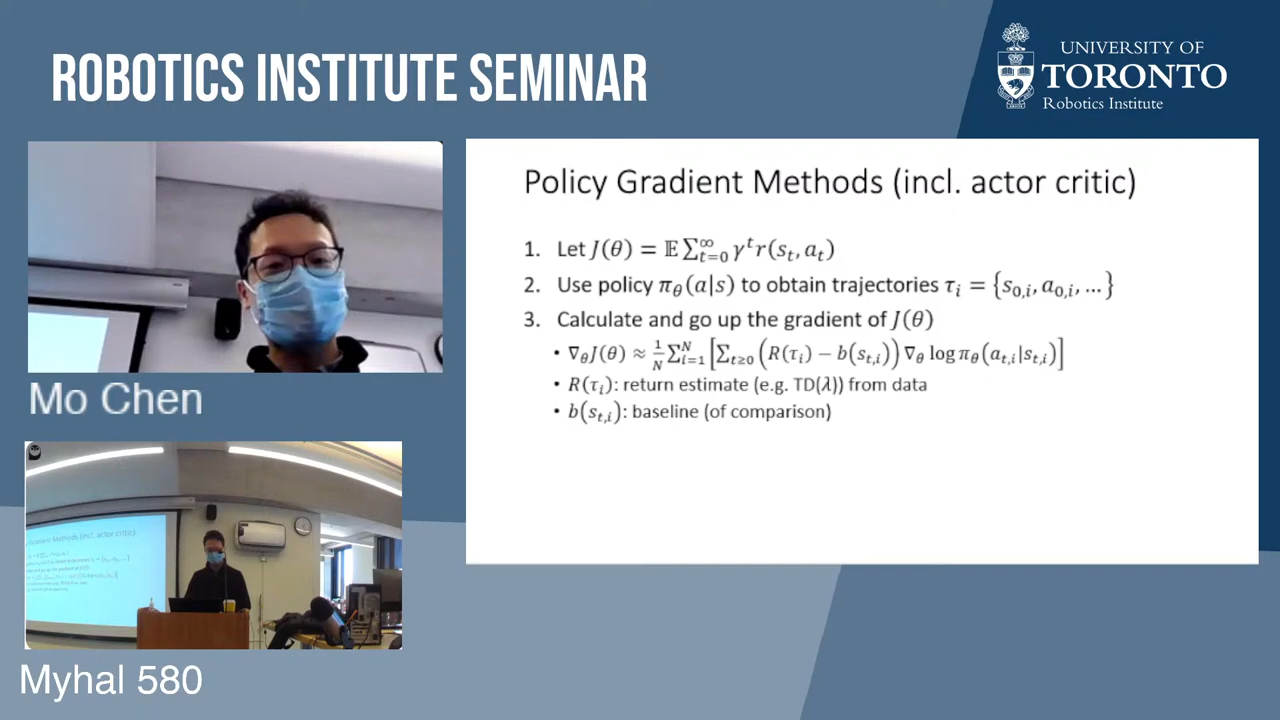 ROBOTICS INSTITUTE SEMINAR
UNIVERSITY OF
TORONTO
Robotics Institute
Policy Gradient Methods (incl. actor critic)
1. Let J(θ) = 𝔼 ∑_{t=0}^{∞} γ^t r(s_t, a_t)
2. Use policy π_θ(a|s) to obtain trajectories τ_i = {s_{0,i}, a_{0,i}, …}
3. Calculate and go up the gradient of J(θ)
• ∇_θ J(θ) ≈ 1/N ∑_{i=1}^{N} [∑_{t≥0} (R(τ_i) − b(s_{t,i})) ∇_θ log π_θ(a_{t,i}|s_{t,i})]
• R(τ_i): return estimate (e.g. TD(λ)) from data
• b(s_{t,i}): baseline (of comparison)
Mo Chen
Myhal 580